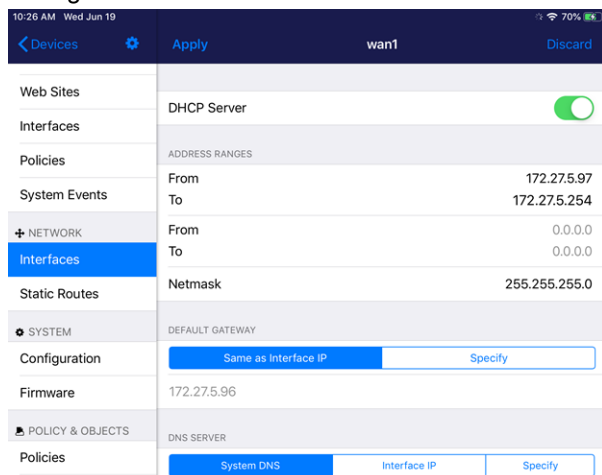 10:26 AM Wed Jun 19
70%
Devices
Apply
wan1
Discard
Web Sites
Interfaces
Policies
System Events
NETWORK
Interfaces
Static Routes
SYSTEM
Configuration
Firmware
POLICY & OBJECTS
Policies
DHCP Server
ADDRESS RANGES
From 172.27.5.97
To 172.27.5.254
From 0.0.0.0
To 0.0.0.0
Netmask 255.255.255.0
DEFAULT GATEWAY
Same as Interface IP Specify
172.27.5.96
DNS SERVER
System DNS Interface IP Specify